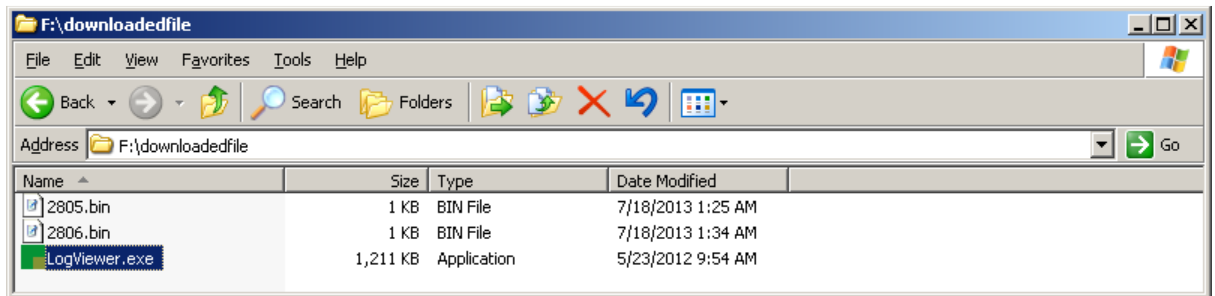 F:\downloadedfile
File Edit View Favorites Tools Help
Back Search Folders
Address F:\downloadedfile Go
Name Size Type Date Modified
2805.bin 1 KB BIN File 7/18/2013 1:25 AM
2806.bin 1 KB BIN File 7/18/2013 1:34 AM
LogViewer.exe 1,211 KB Application 5/23/2012 9:54 AM